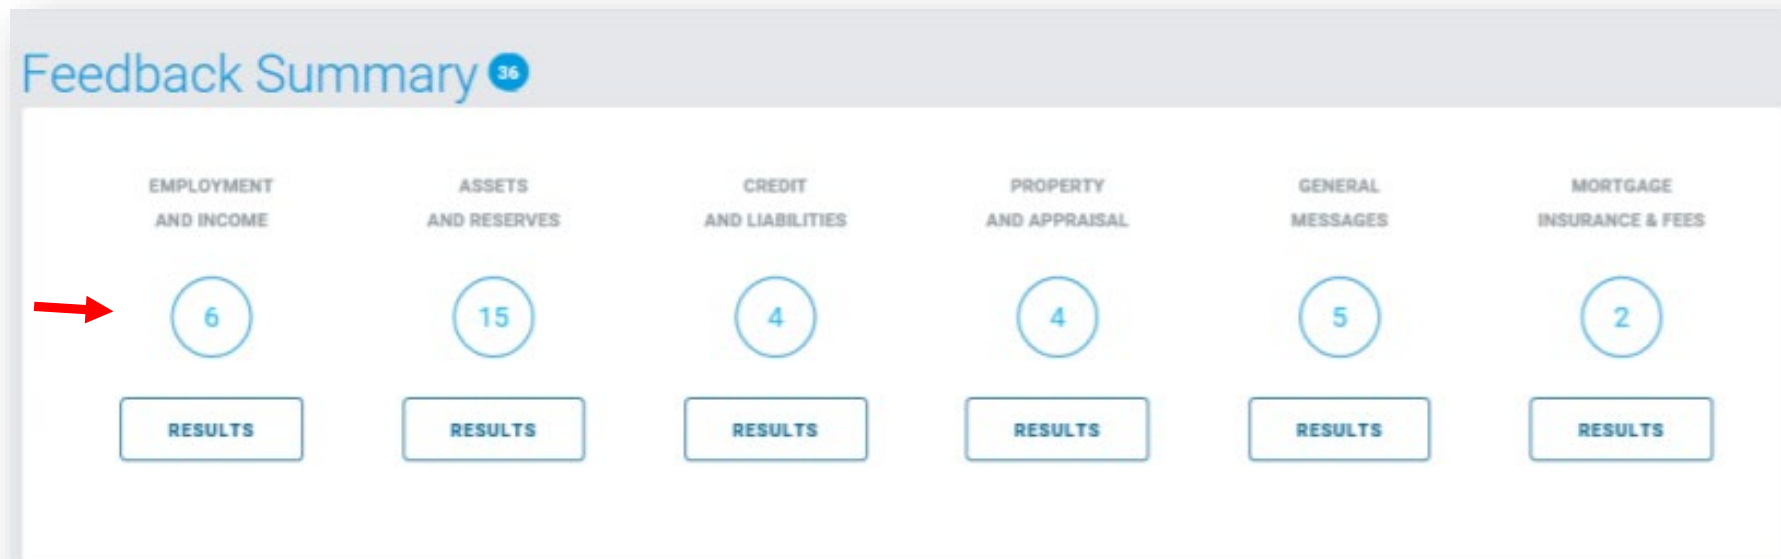 Feedback Summary 36
EMPLOYMENT
AND INCOME
6
RESULTS
ASSETS
AND RESERVES
15
RESULTS
CREDIT
AND LIABILITIES
4
RESULTS
PROPERTY
AND APPRAISAL
4
RESULTS
GENERAL
MESSAGES
5
RESULTS
MORTGAGE
INSURANCE & FEES
2
RESULTS